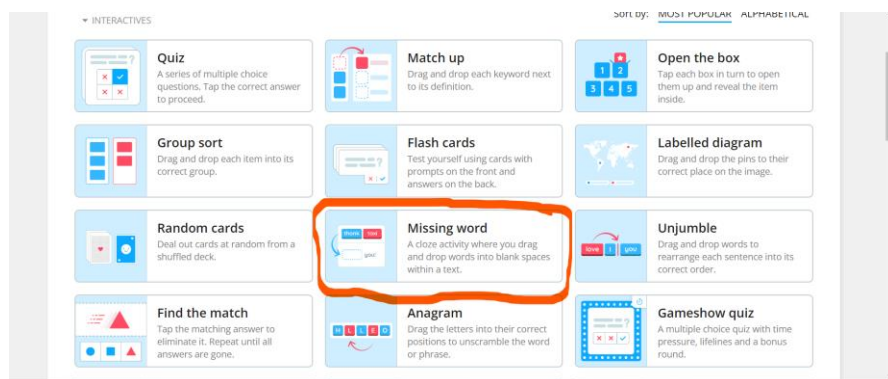 INTERACTIVES
Sort by: MOST POPULAR ALPHABETICAL
Quiz
A series of multiple choice
questions. Tap the correct answer
to proceed.
Match up
Drag and drop each keyword next
to its definition.
Open the box
Tap each box in turn to open
them up and reveal the item
inside.
1 2
3 4 5
Group sort
Drag and drop each item into its
correct group.
Flash cards
Test yourself using cards with
prompts on the front and
answers on the back.
Labelled diagram
Drag and drop the pins to their
correct place on the image.
Random cards
Deal out cards at random from a
shuffled deck.
Missing word
A cloze activity where you drag
and drop words into blank spaces
within a text.
thank
you!
Unjumble
Drag and drop words to
rearrange each sentence into its
correct order.
love I you
Find the match
Tap the matching answer to
eliminate it. Repeat until all
answers are gone.
Anagram
Drag the letters into their correct
positions to unscramble the word
or phrase.
H L L E O
Gameshow quiz
A multiple choice quiz with time
pressure, lifelines and a bonus
round.